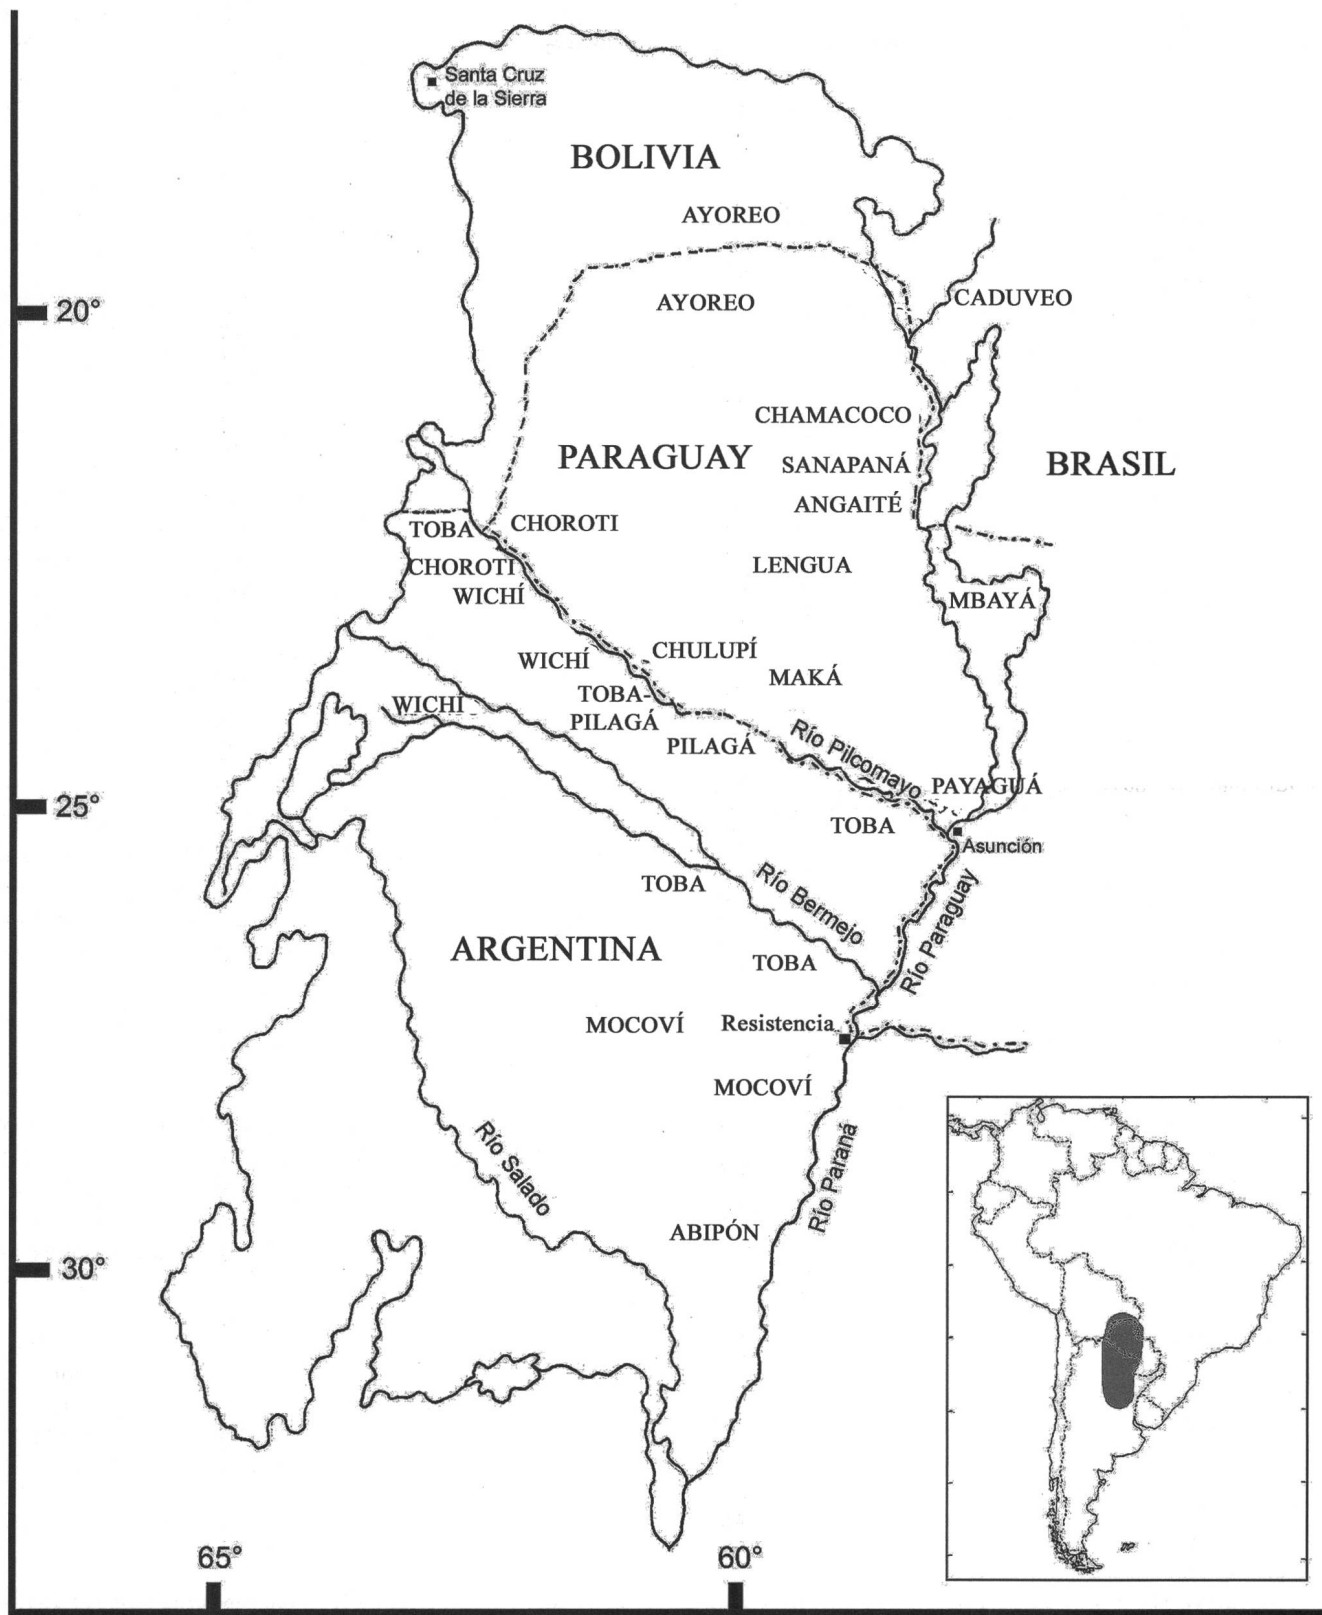 Santa Cruz
de la Sierra
BOLIVIA
AYOREO
20°
AYOREO
CADUVEO
CHAMACOCO
PARAGUAY
SANAPANÁ
BRASIL
ANGAITÉ
TOBA
CHOROTI
CHOROTI
LENGUA
WICHÍ
MBAYÁ
WICHÍ
CHULUPÍ
MAKÁ
TOBA-
PILAGÁ
WICHÍ
PILAGÁ
Río Pilcomayo
PAYAGUÁ
25°
TOBA
Asunción
TOBA
Río Bermejo
Río Paraguay
ARGENTINA
TOBA
MOCOVÍ
Resistencia
MOCOVÍ
Río Salado
Río Paraná
ABIPÓN
30°
65°
60°